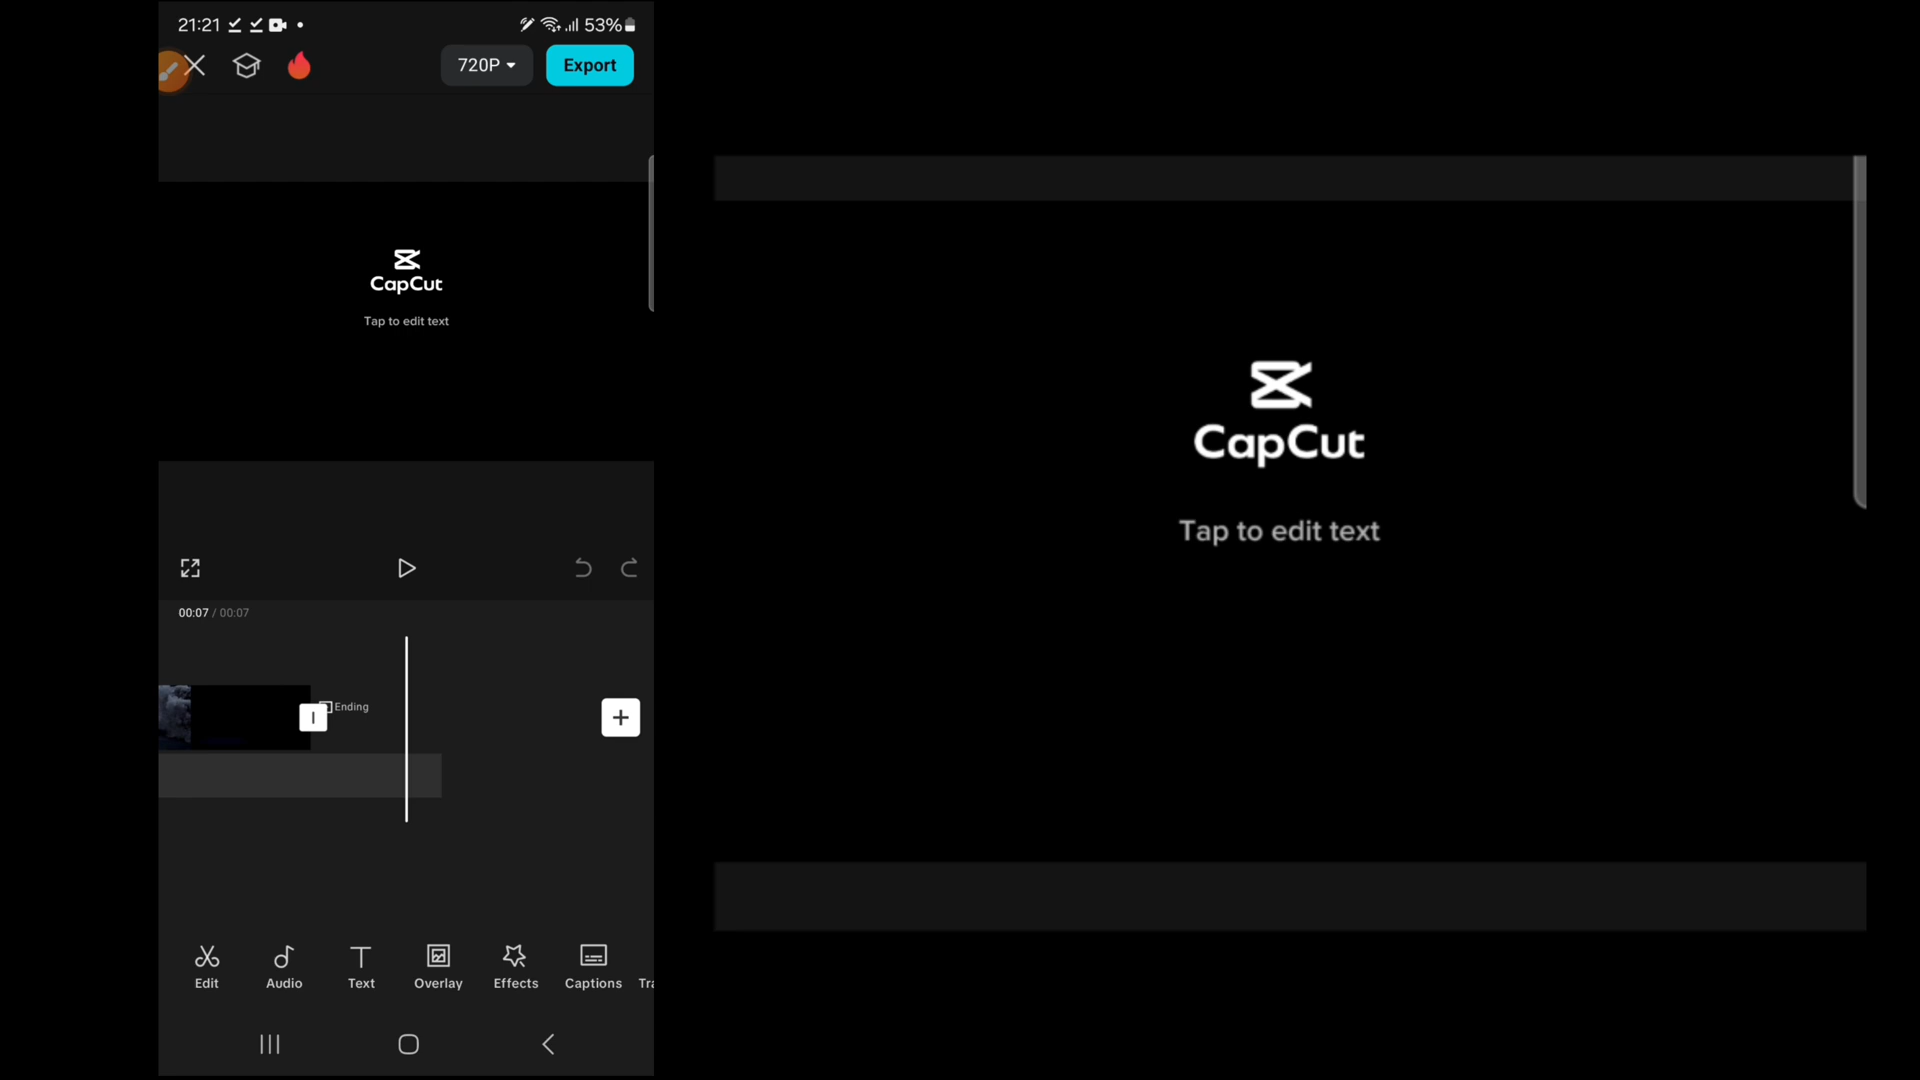 21:21
53%
720P
Export
CapCut
Tap to edit text
00:07 / 00:07
Ending
Edit
Audio
Text
Overlay
Effects
Captions
Tra
CapCut
Tap to edit text